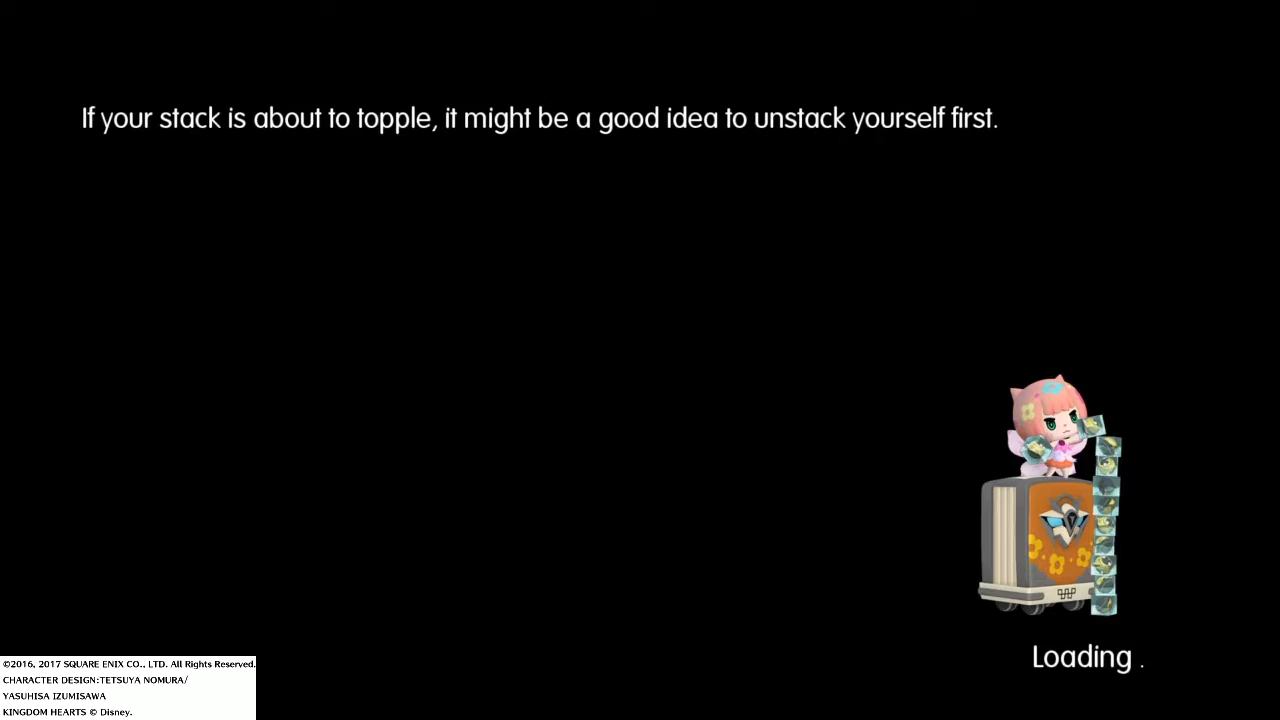 If your stack is about to topple, it might be a good idea to unstack yourself first.
Loading .
©2016, 2017 SQUARE ENIX CO., LTD. All Rights Reserved.
CHARACTER DESIGN:TETSUYA NOMURA/
YASUHISA IZUMISAWA
KINGDOM HEARTS © Disney.